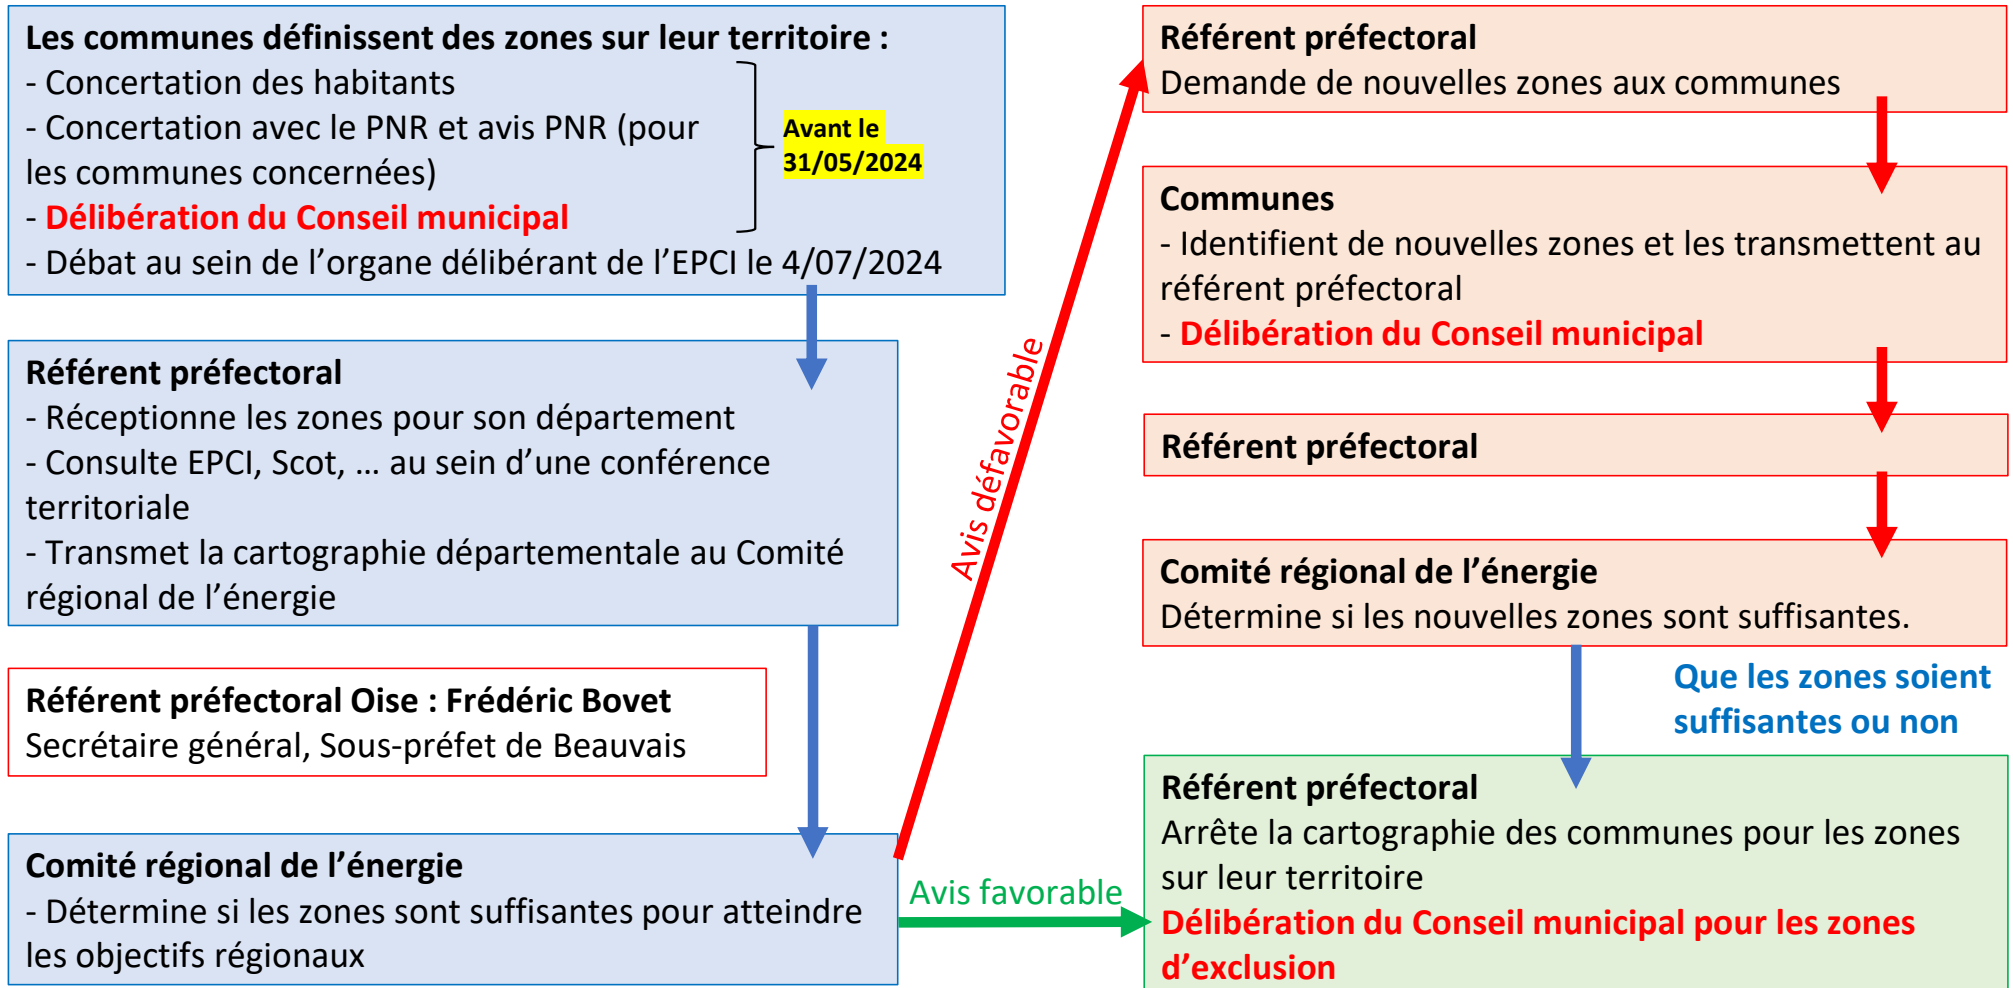 Les communes définissent des zones sur leur territoire :
- Concertation des habitants
- Concertation avec le PNR et avis PNR (pour
les communes concernées)
- Délibération du Conseil municipal
- Débat au sein de l’organe délibérant de l’EPCI le 4/07/2024
Avant le
31/05/2024
Référent préfectoral
- Réceptionne les zones pour son département
- Consulte EPCI, Scot, … au sein d’une conférence
territoriale
- Transmet la cartographie départementale au Comité
régional de l’énergie
Référent préfectoral Oise : Frédéric Bovet
Secrétaire général, Sous-préfet de Beauvais
Comité régional de l’énergie
- Détermine si les zones sont suffisantes pour atteindre
les objectifs régionaux
Avis défavorable
Avis favorable
Référent préfectoral
Demande de nouvelles zones aux communes
Communes
- Identifient de nouvelles zones et les transmettent au
référent préfectoral
- Délibération du Conseil municipal
Référent préfectoral
Comité régional de l’énergie
Détermine si les nouvelles zones sont suffisantes.
Que les zones soient
suffisantes ou non
Référent préfectoral
Arrête la cartographie des communes pour les zones
sur leur territoire
Délibération du Conseil municipal pour les zones
d’exclusion